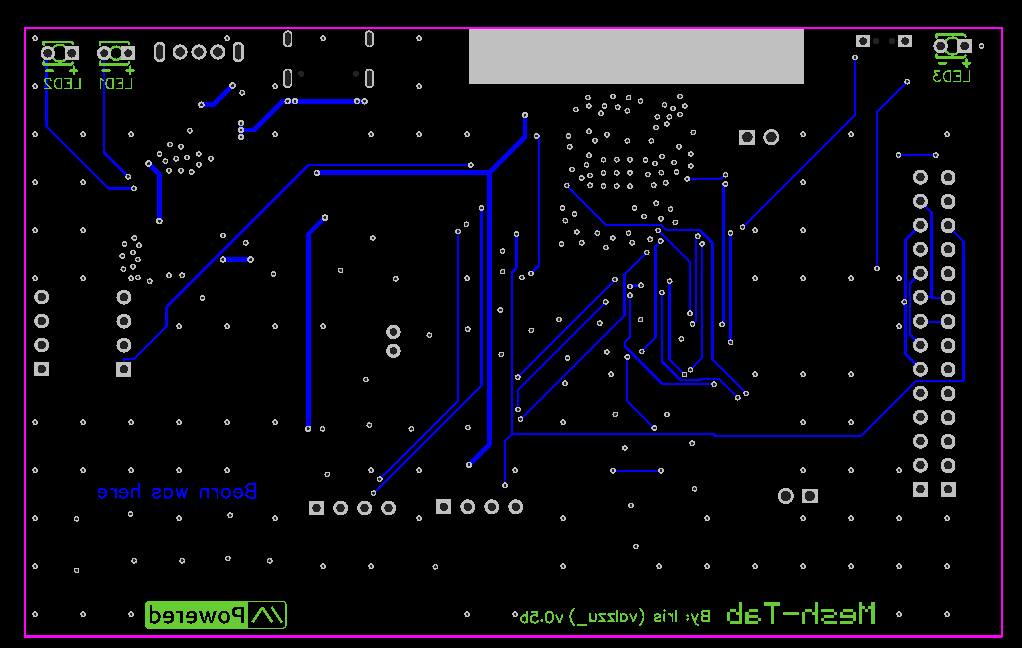 LED2
LED1
LED3
- +
- +
- +
Beorn was here
// Powered
Mesh-Tab
By: Iris (valzzu_) v0.5b